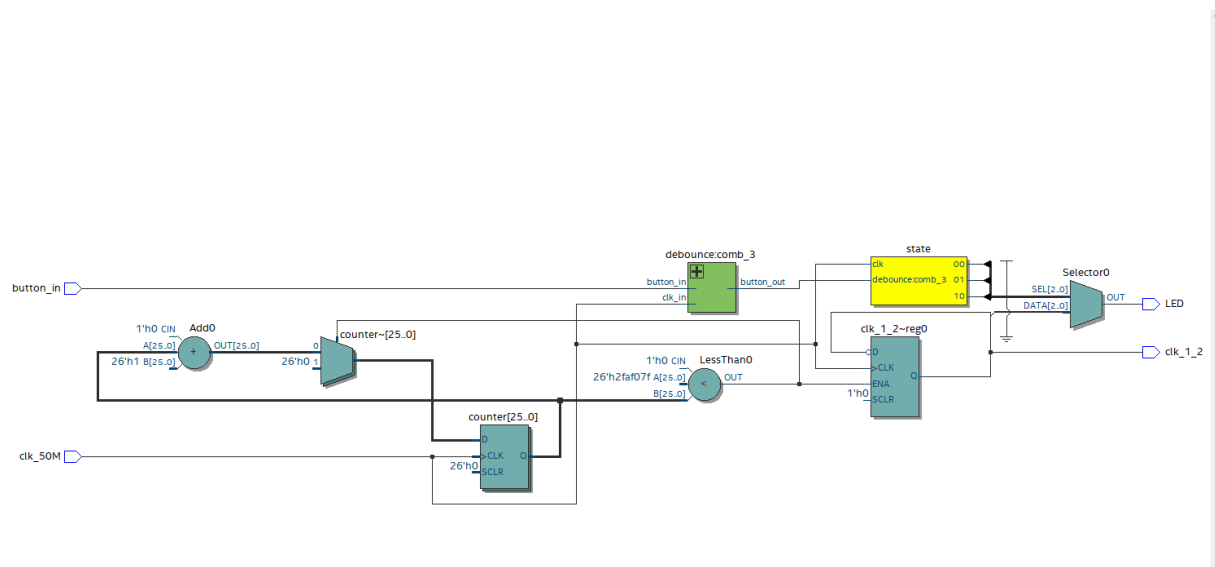 state
debounce:comb_3
clk
00
button_in
button_out
debounce:comb_3
01
Selector0
button_in
clk_in
10
SEL[2..0]
OUT
LED
DATA[2..0]
1'h0 CIN
Add0
counter~[25..0]
clk_1_2~reg0
A[25..0]
OUT[25..0]
0
D
clk_1_2
26'h1 B[25..0]
26'h0
1
1'h0 CIN
LessThan0
CLK
Q
26'h2faf07f A[25..0]
OUT
ENA
B[25..0]
1'h0
SCLR
counter[25..0]
D
clk_50M
CLK
Q
26'h0
SCLR
+
<